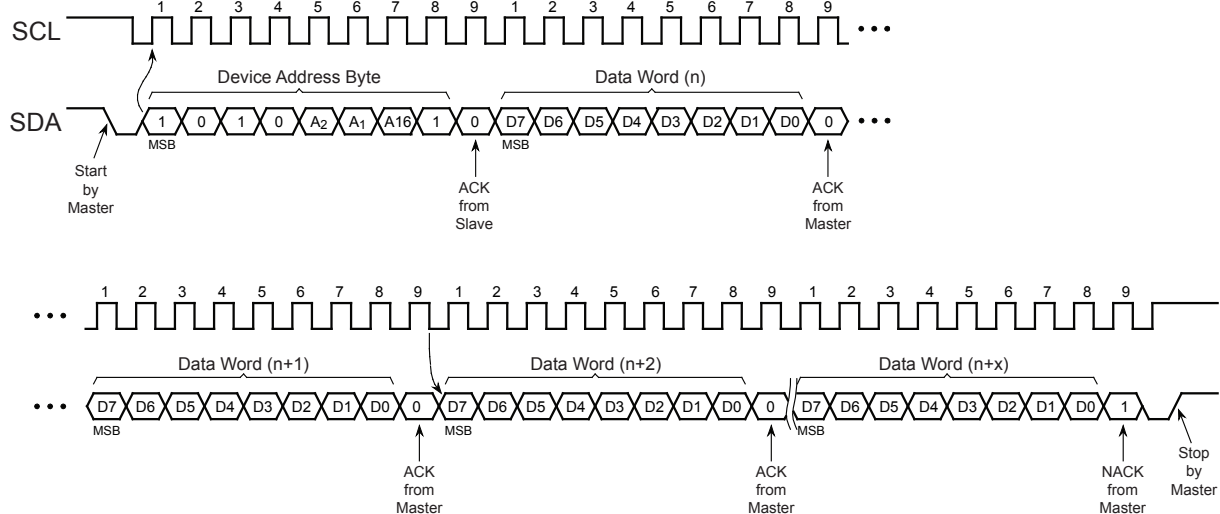 1 2 3 4 5 6 7 8 9 1 2 3 4 5 6 7 8 9
SCL
Device Address Byte Data Word (n)
SDA 1 0 1 0 A2 A1 A16 1 0 D7 D6 D5 D4 D3 D2 D1 D0 0
MSB MSB
Start
by
Master
ACK
from
Slave
ACK
from
Master
1 2 3 4 5 6 7 8 9 1 2 3 4 5 6 7 8 9 1 2 3 4 5 6 7 8 9
Data Word (n+1) Data Word (n+2) Data Word (n+x)
D7 D6 D5 D4 D3 D2 D1 D0 0 D7 D6 D5 D4 D3 D2 D1 D0 0 D7 D6 D5 D4 D3 D2 D1 D0 1
MSB MSB MSB
ACK
from
Master
ACK
from
Master
NACK
from
Master
Stop
by
Master